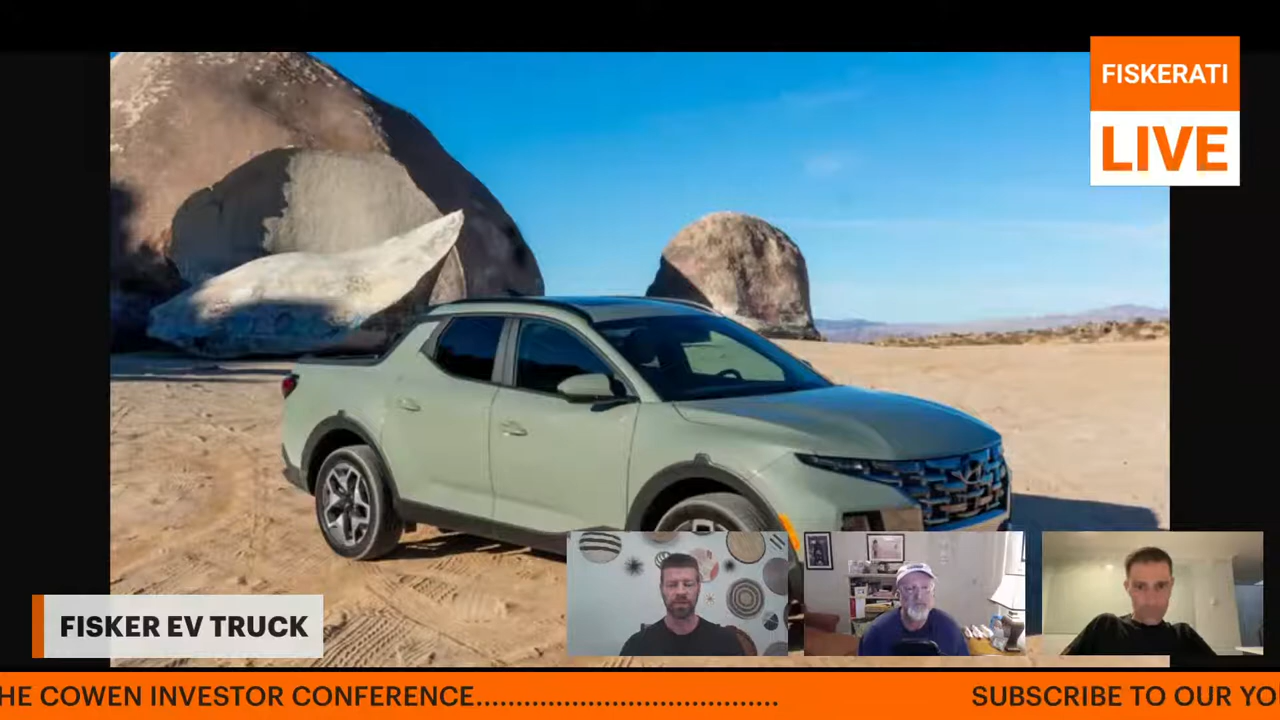 FISKERATI
LIVE
FISKER EV TRUCK
HE COWEN INVESTOR CONFERENCE.................................... SUBSCRIBE TO OUR YO